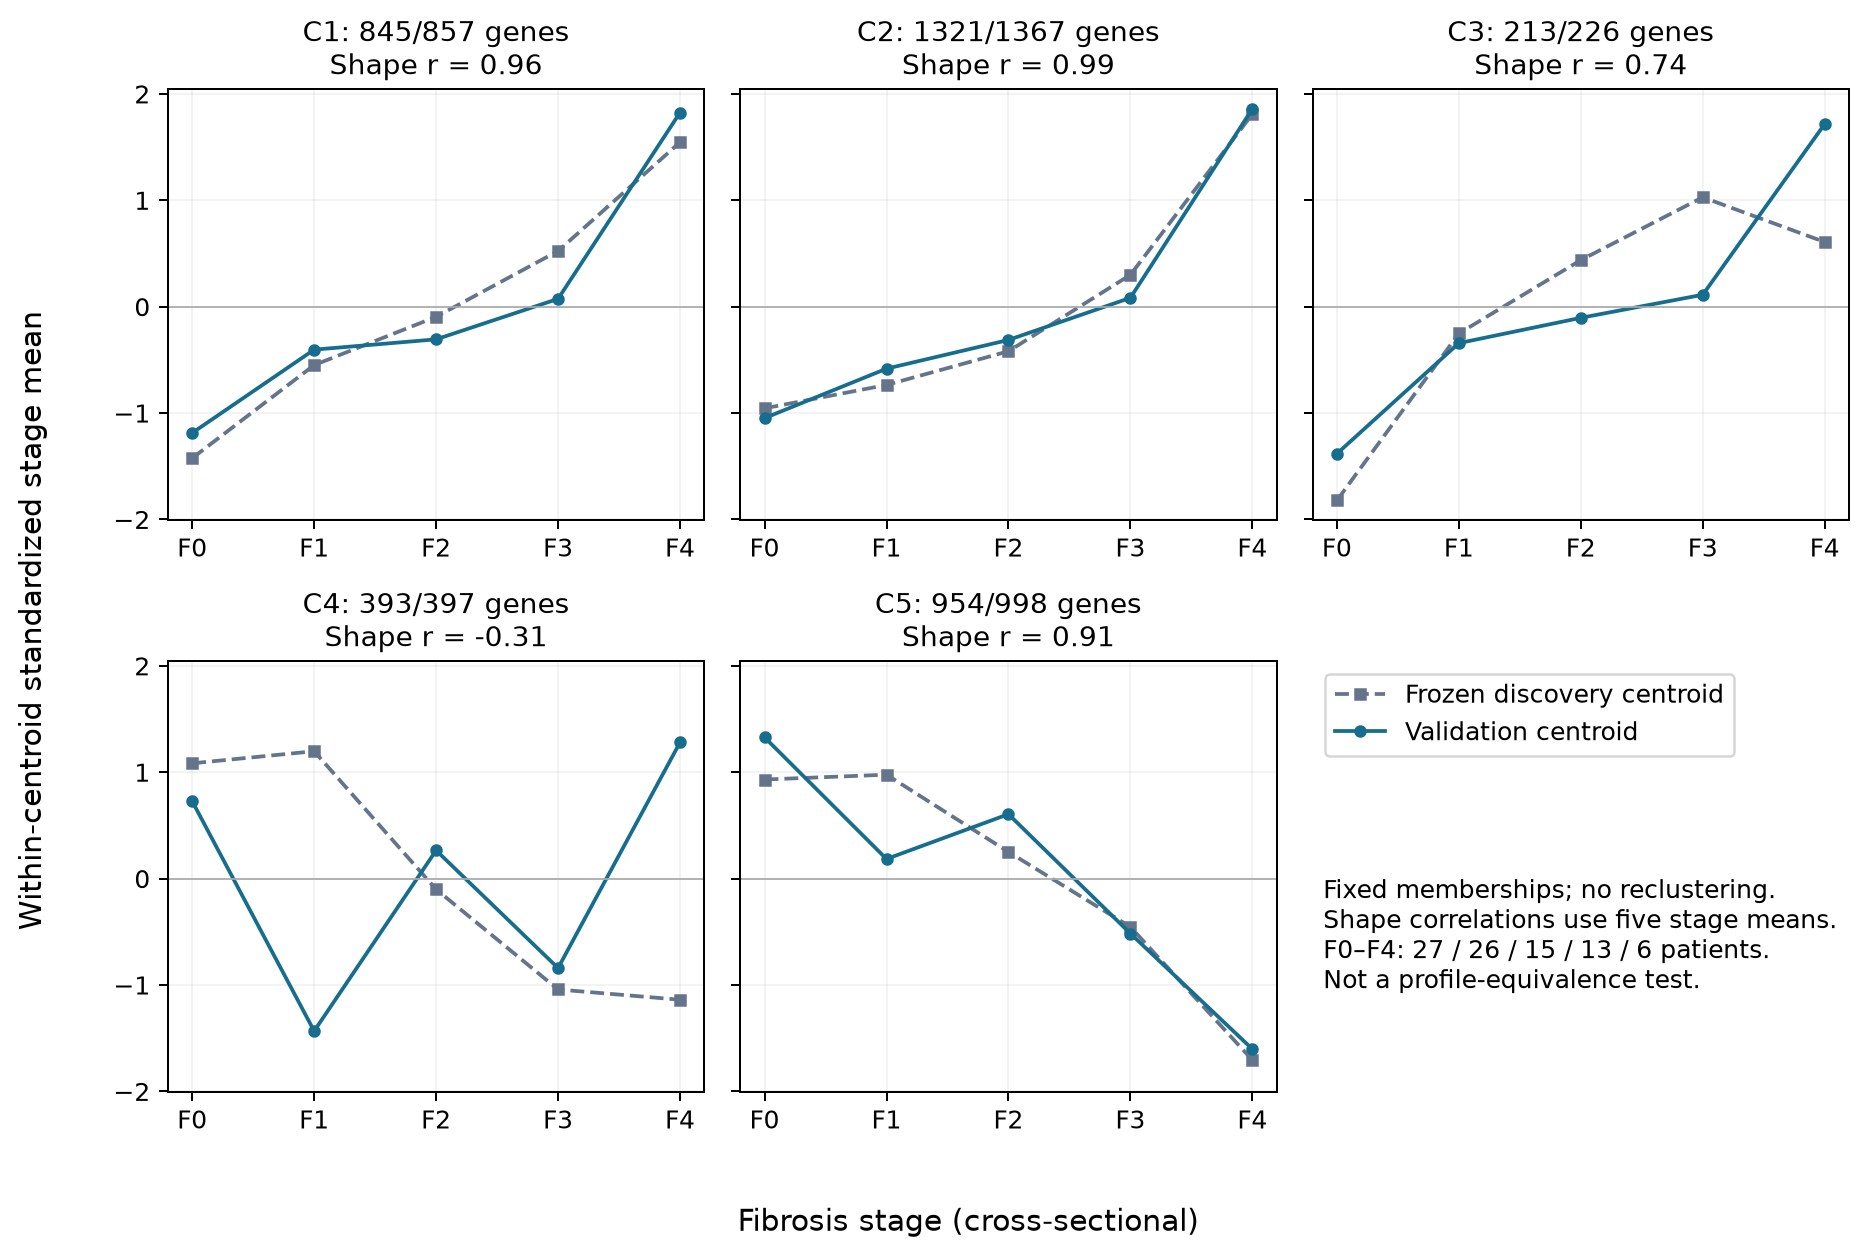 C1: 845/857 genes
Shape r = 0.96
C2: 1321/1367 genes
Shape r = 0.99
C3: 213/226 genes
Shape r = 0.74
2
1
0
−1
−2
F0
F1
F2
F3
F4
F0
F1
F2
F3
F4
F0
F1
F2
F3
F4
Within-centroid standardized stage mean
C4: 393/397 genes
Shape r = -0.31
C5: 954/998 genes
Shape r = 0.91
2
1
0
−1
−2
F0
F1
F2
F3
F4
F0
F1
F2
F3
F4
Frozen discovery centroid
Validation centroid
Fixed memberships; no reclustering.
Shape correlations use five stage means.
F0–F4: 27 / 26 / 15 / 13 / 6 patients.
Not a profile-equivalence test.
Fibrosis stage (cross-sectional)